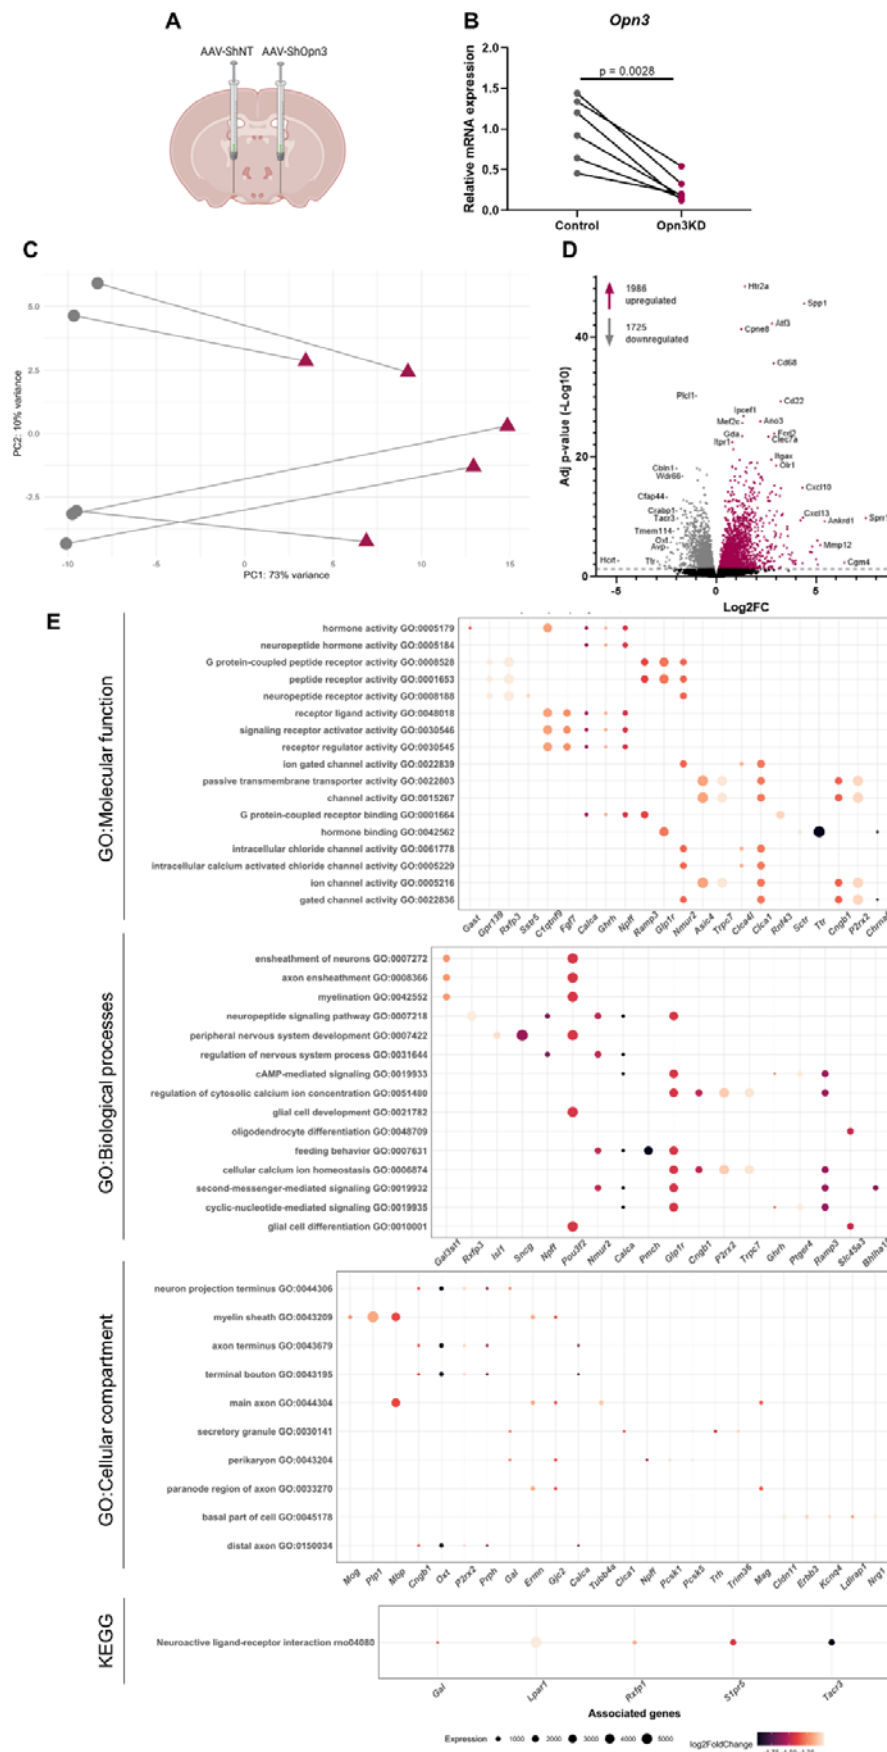 A
AAV-ShNT AAV-ShOpn3
B
Opn3
Relative mRNA expression
2.0
1.5
1.0
0.5
0.0
p = 0.0028
Control Opn3KD
C
PC2: 10% variance
5.0
2.5
0.0
-2.5
-10 -5 0 5 10 15
PC1: 73% variance
D
Adj p-value (-Log10)
40
20
0
1986
upregulated
1725
downregulated
Htr2a
Spp1
Atf3
Cpne8
Cd68
Plcl1
Cd22
Ipcef1
Mef2c
Ano3
Gda
Fcrl2
Clec7a
Itpr1
Itgax
Cbln1
Olr1
Wdr66
Cxcl10
Cfap44
Crabp1
Tacr3
Cxcl13
Ankrd1
Tmem114
Oxt
Avp
Mmp12
Hcrt
Ttr
-5 0 5
Log2FC
E
GO:Molecular function
hormone activity GO:0005179
neuropeptide hormone activity GO:0005184
G protein-coupled peptide receptor activity GO:0008528
peptide receptor activity GO:0001653
neuropeptide receptor activity GO:0008188
receptor ligand activity GO:0048018
signaling receptor activator activity GO:0030546
receptor regulator activity GO:0030545
ion gated channel activity GO:0022839
passive transmembrane transporter activity GO:0022803
channel activity GO:0015267
G protein-coupled receptor binding GO:0001664
hormone binding GO:0042562
intracellular chloride channel activity GO:0061778
intracellular calcium activated chloride channel activity GO:0005229
ion channel activity GO:0005216
gated channel activity GO:0022836
Gast Gpr139 Rxfp3 Sstr5 C1qtnf9 Fgf7 Calca Ghrh Npff Ramp3 Glp1r Nmur2 Asic4 Trpc7 Clca4l Clca1 Rnf43 Sctr Ttr Cngb1 P2rx2
GO:Biological processes
ensheathment of neurons GO:0007272
axon ensheathment GO:0008366
myelination GO:0042552
neuropeptide signaling pathway GO:0007218
peripheral nervous system development GO:0007422
regulation of nervous system process GO:0031644
cAMP-mediated signaling GO:0019933
regulation of cytosolic calcium ion concentration GO:0051480
glial cell development GO:0021782
oligodendrocyte differentiation GO:0048709
feeding behavior GO:0007631
cellular calcium ion homeostasis GO:0006874
second-messenger-mediated signaling GO:0019932
cyclic-nucleotide-mediated signaling GO:0019935
glial cell differentiation GO:0010001
Gal3st1 Rxfp3 Isl1 Sncg Npff Pou3f2 Nmur2 Calca Pmch Glp1r Cngb1 P2rx2 Trpc7 Ghrh Ptger4 Ramp3 Slc45a3
GO:Cellular compartment
neuron projection terminus GO:0044306
myelin sheath GO:0043209
axon terminus GO:0043679
terminal bouton GO:0043195
main axon GO:0044304
secretory granule GO:0030141
perikaryon GO:0043204
paranode region of axon GO:0033270
basal part of cell GO:0045178
distal axon GO:0150034
Mog Plp1 Mbp Cngb1 Oxt P2rx2 Prph Gal Ermn Gjc2 Calca Tubb4a Clca1 Npff Pcsk1 Pcsk5 Trh Trim36 Mag Cldn11 Erbb3 Kcnq4 Ldlrap1 Nrg1
KEGG
Neuroactive ligand-receptor interaction rno04080
Gal Lpar1 Rxfp1 S1pr5 Tacr3
Associated genes
Expression 1000 2000 3000 4000 5000
log2FoldChange